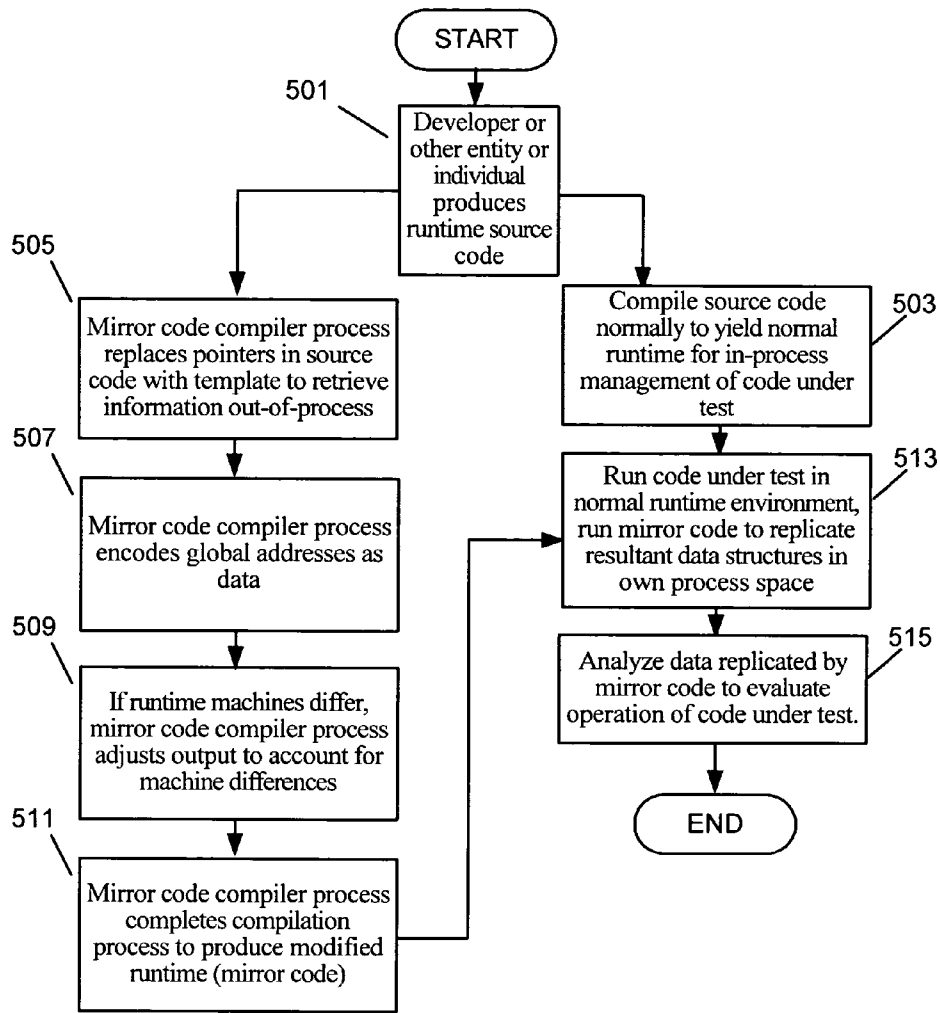 START
501
Developer or
other entity or
individual
produces
runtime source
code
505
Mirror code compiler process
replaces pointers in source
code with template to retrieve
information out-of-process
503
Compile source code
normally to yield normal
runtime for in-process
management of code under
test
507
Mirror code compiler process
encodes global addresses as
data
513
Run code under test in
normal runtime environment,
run mirror code to replicate
resultant data structures in
own process space
509
If runtime machines differ,
mirror code compiler process
adjusts output to account for
machine differences
515
Analyze data replicated by
mirror code to evaluate
operation of code under test.
511
Mirror code compiler process
completes compilation
process to produce modified
runtime (mirror code)
END